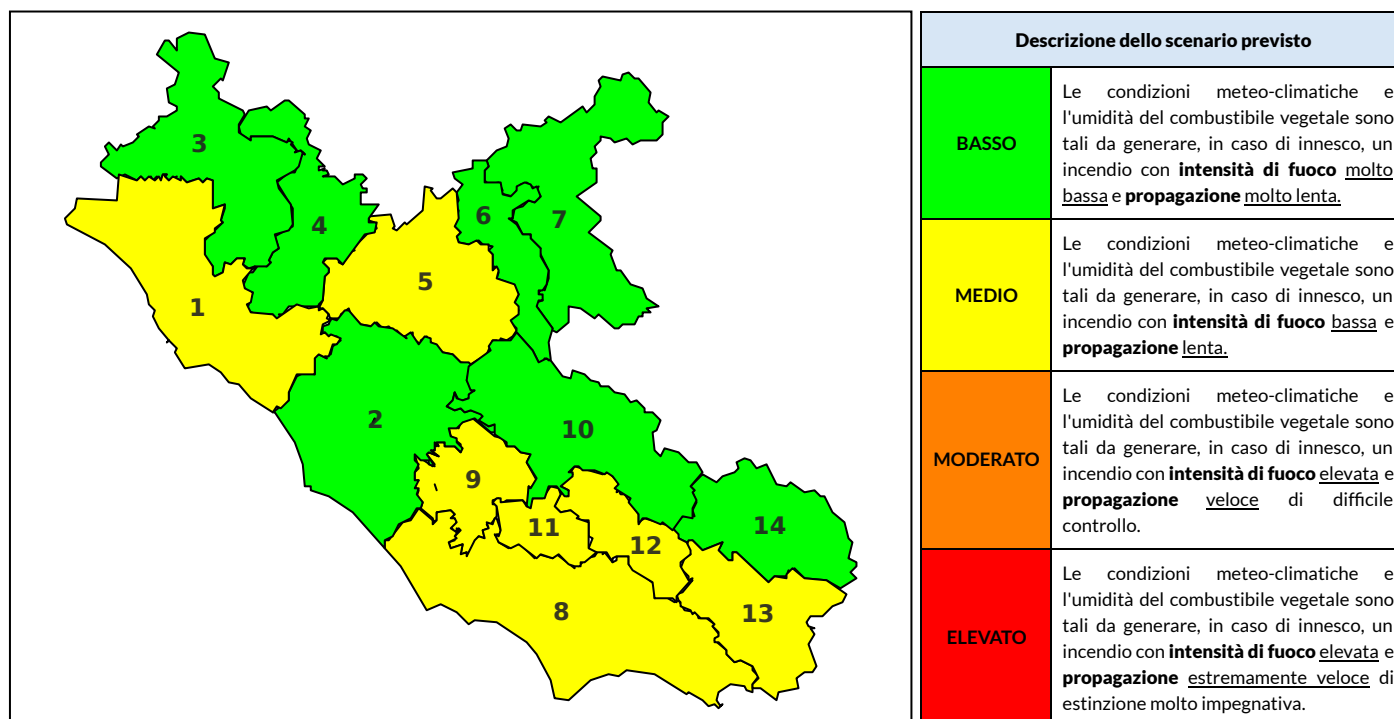 3
4
6
7
5
1
2
10
9
11
12
14
8
13
Descrizione dello scenario previsto
BASSO
Le condizioni meteo-climatiche e
l'umidità del combustibile vegetale sono
tali da generare, in caso di innesco, un
incendio con intensità di fuoco molto
bassa e propagazione molto lenta.
MEDIO
Le condizioni meteo-climatiche e
l'umidità del combustibile vegetale sono
tali da generare, in caso di innesco, un
incendio con intensità di fuoco bassa e
propagazione lenta.
MODERATO
Le condizioni meteo-climatiche e
l'umidità del combustibile vegetale sono
tali da generare, in caso di innesco, un
incendio con intensità di fuoco elevata e
propagazione veloce di difficile
controllo.
ELEVATO
Le condizioni meteo-climatiche e
l'umidità del combustibile vegetale sono
tali da generare, in caso di innesco, un
incendio con intensità di fuoco elevata e
propagazione estremamente veloce di
estinzione molto impegnativa.